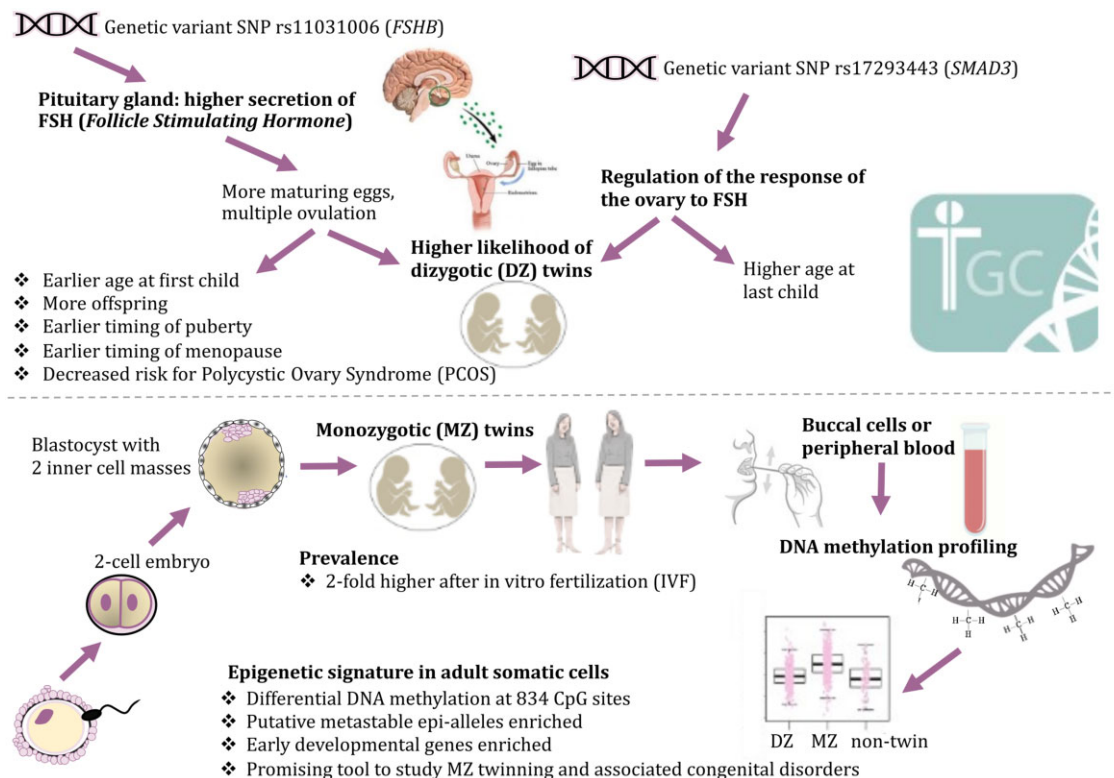 Genetic variant SNP rs11031006 (FSHB)
Genetic variant SNP rs17293443 (SMAD3)
Pituitary gland: higher secretion of
FSH (Follicle Stimulating Hormone)
Uterus
Ovary
More maturing eggs,
multiple ovulation
Regulation of the response of
the ovary to FSH
Higher likelihood of
dizygotic (DZ) twins
Higher age at
last child
TGC
❖ Earlier age at first child
❖ More offspring
❖ Earlier timing of puberty
❖ Earlier timing of menopause
❖ Decreased risk for Polycystic Ovary Syndrome (PCOS)
Blastocyst with
2 inner cell masses
Monozygotic (MZ) twins
Buccal cells or
peripheral blood
2-cell embryo
Prevalence
❖ 2-fold higher after in vitro fertilization (IVF)
DNA methylation profiling
H-C-H
H-C-H
H
H-C-H
H
H-C-H
H
DZ MZ non-twin
Epigenetic signature in adult somatic cells
❖ Differential DNA methylation at 834 CpG sites
❖ Putative metastable epi-alleles enriched
❖ Early developmental genes enriched
❖ Promising tool to study MZ twinning and associated congenital disorders